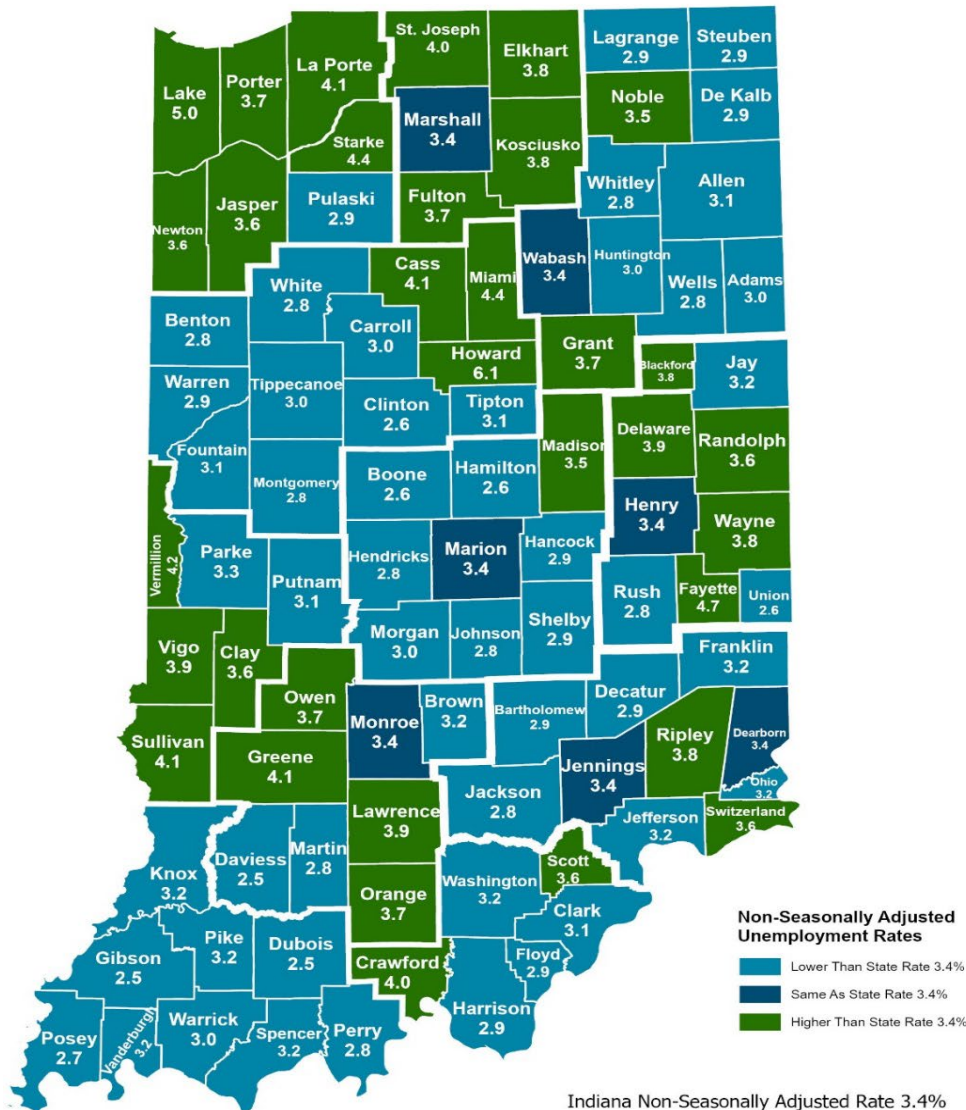 St. Joseph
4.0
Elkhart
3.8
Lagrange
2.9
Steuben
2.9
Lake
5.0
Porter
3.7
La Porte
4.1
Noble
3.5
De Kalb
2.9
Marshall
3.4
Starke
4.4
Kosciusko
3.8
Whitley
2.8
Allen
3.1
Newton
3.6
Jasper
3.6
Pulaski
2.9
Fulton
3.7
Wabash
3.4
Huntington
3.0
Wells
2.8
Adams
3.0
White
2.8
Cass
4.1
Miami
4.4
Benton
2.8
Carroll
3.0
Howard
6.1
Grant
3.7
Blackford
3.8
Jay
3.2
Warren
2.9
Tippecanoe
3.0
Clinton
2.6
Tipton
3.1
Madison
3.5
Delaware
3.9
Randolph
3.6
Fountain
3.1
Montgomery
2.8
Boone
2.6
Hamilton
2.6
Henry
3.4
Wayne
3.8
Vermillion
4.2
Parke
3.3
Putnam
3.1
Hendricks
2.8
Marion
3.4
Hancock
2.9
Rush
2.8
Fayette
4.7
Union
2.6
Vigo
3.9
Clay
3.6
Morgan
3.0
Johnson
2.8
Shelby
2.9
Franklin
3.2
Owen
3.7
Monroe
3.4
Brown
3.2
Bartholomew
2.9
Decatur
2.9
Ripley
3.8
Dearborn
3.4
Sullivan
4.1
Greene
4.1
Jennings
3.4
Ohio
3.2
Lawrence
3.9
Jackson
2.8
Jefferson
3.2
Switzerland
3.6
Knox
3.2
Daviess
2.5
Martin
2.8
Orange
3.7
Washington
3.2
Scott
3.6
Clark
3.1
Gibson
2.5
Pike
3.2
Dubois
2.5
Crawford
4.0
Floyd
2.9
Harrison
2.9
Posey
2.7
Vanderburgh
3.2
Warrick
3.0
Spencer
3.2
Perry
2.8
Non-Seasonally Adjusted
Unemployment Rates
Lower Than State Rate 3.4%
Same As State Rate 3.4%
Higher Than State Rate 3.4%
Indiana Non-Seasonally Adjusted Rate 3.4%